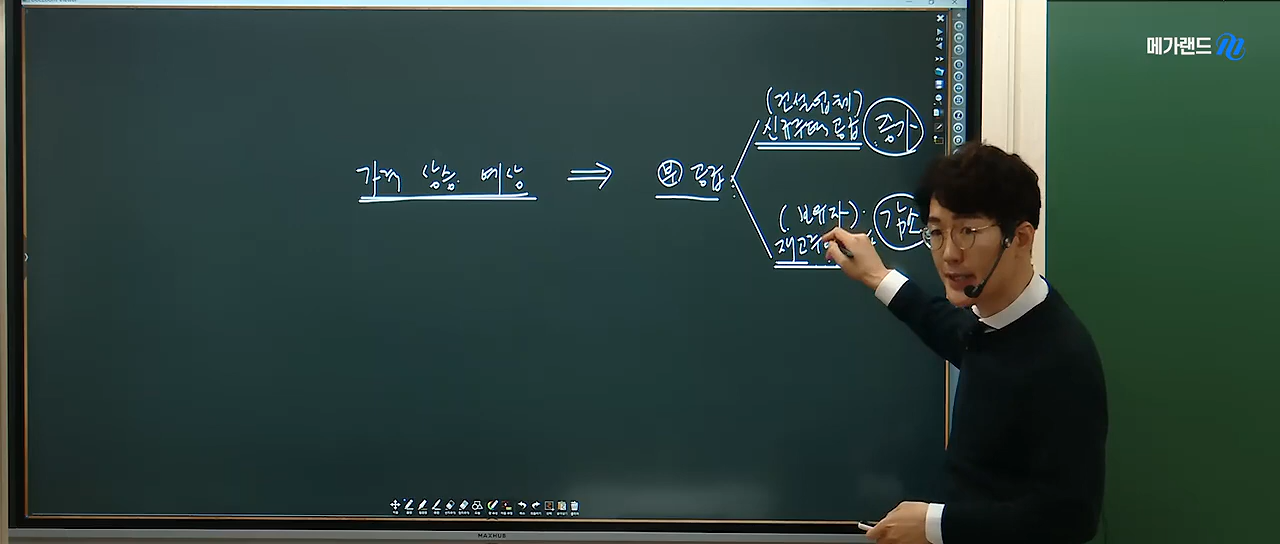 메가랜드
(건설업체)
신규주택 공급 증가
가격 상승 예상 ⇒ 부 공급
(보유자) 감소
재고주
MAXHUB